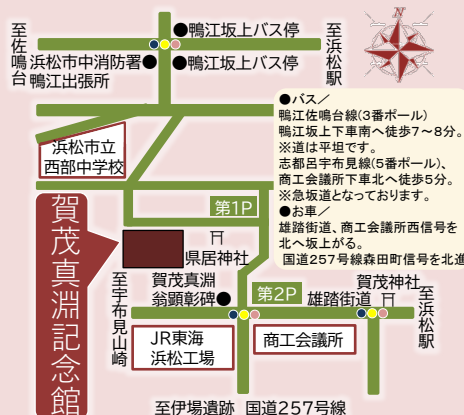 至佐鳴台
●鴨江坂上バス停
N
浜松市中消防署●
鴨江出張所
●鴨江坂上バス停
至浜松駅
●バス／
鴨江佐鳴台線(3番ポール)
鴨江坂上下車南へ徒歩7～8分。
※道は平坦です。
志都呂宇布見線(5番ポール)、
商工会議所下車北へ徒歩5分。
※急坂道となっております。
●お車／
雄踏街道、商工会議所西信号を
北へ坂上がる。
国道257号線森田町信号を北進
浜松市立
西部中学校
第1P
賀茂真淵記念館
県居神社
至宇布見山崎
賀茂真淵
翁顕彰碑●
第2P
賀茂神社
雄踏街道
至浜松駅
JR東海
浜松工場
商工会議所
至伊場遺跡
国道257号線